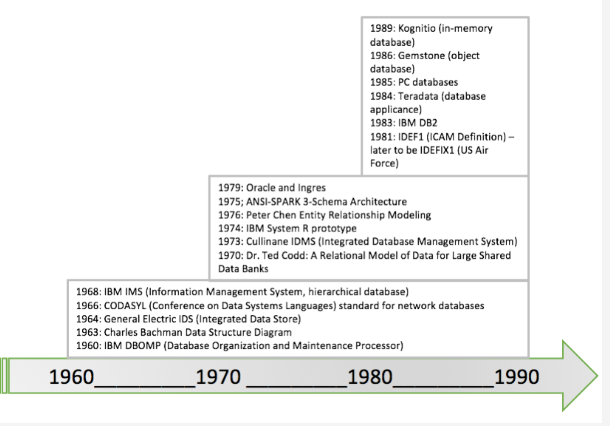 1989: Kognitio (in-memory
database)
1986: Gemstone (object
database)
1985: PC databases
1984: Teradata (database
applicance)
1983: IBM DB2
1981: IDEF1 (ICAM Definition) –
later to be IDEFIX1 (US Air
Force)
1979: Oracle and Ingres
1975; ANSI-SPARK 3-Schema Architecture
1976: Peter Chen Entity Relationship Modeling
1974: IBM System R prototype
1973: Cullinane IDMS (Integrated Database Management System)
1970: Dr. Ted Codd: A Relational Model of Data for Large Shared
Data Banks
1968: IBM IMS (Information Management System, hierarchical database)
1966: CODASYL (Conference on Data Systems Languages) standard for network databases
1964: General Electric IDS (Integrated Data Store)
1963: Charles Bachman Data Structure Diagram
1960: IBM DBOMP (Database Organization and Maintenance Processor)
1960_________1970 _________1980_________1990